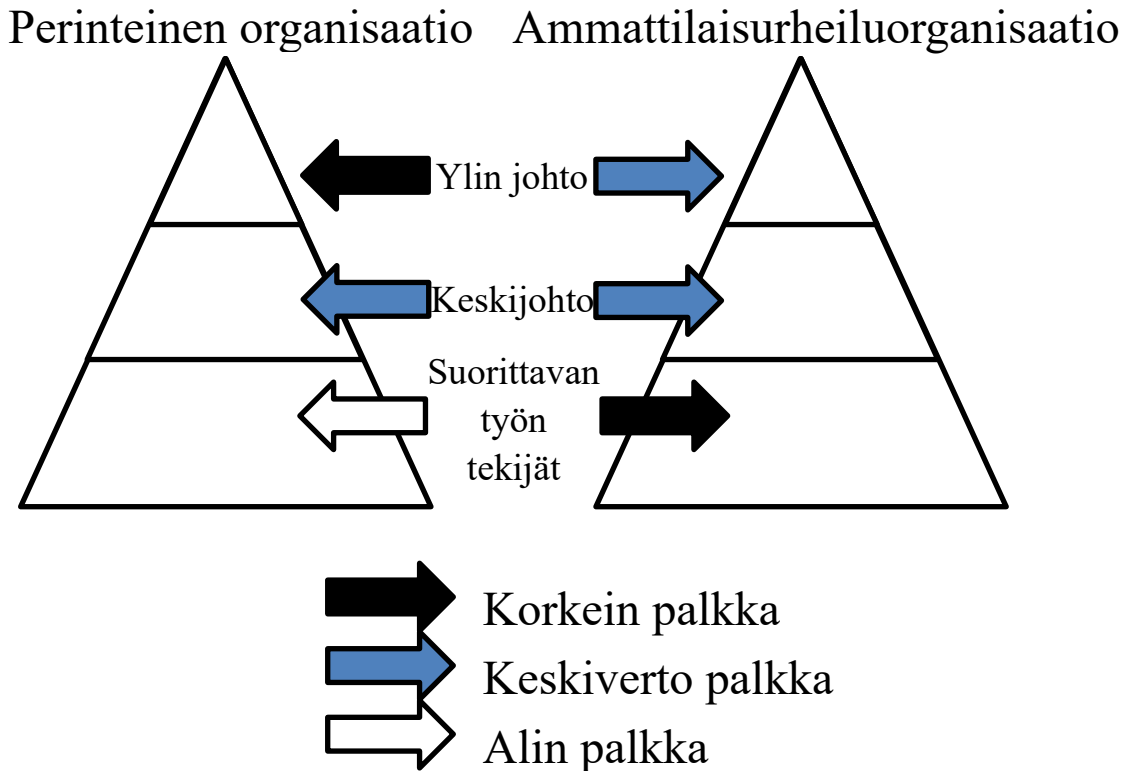 Perinteinen organisaatio
Ammattilaisurheiluorganisaatio
Ylin johto
Keskijohto
Suorittavan
työn
tekijät
Korkein palkka
Keskiverto palkka
Alin palkka